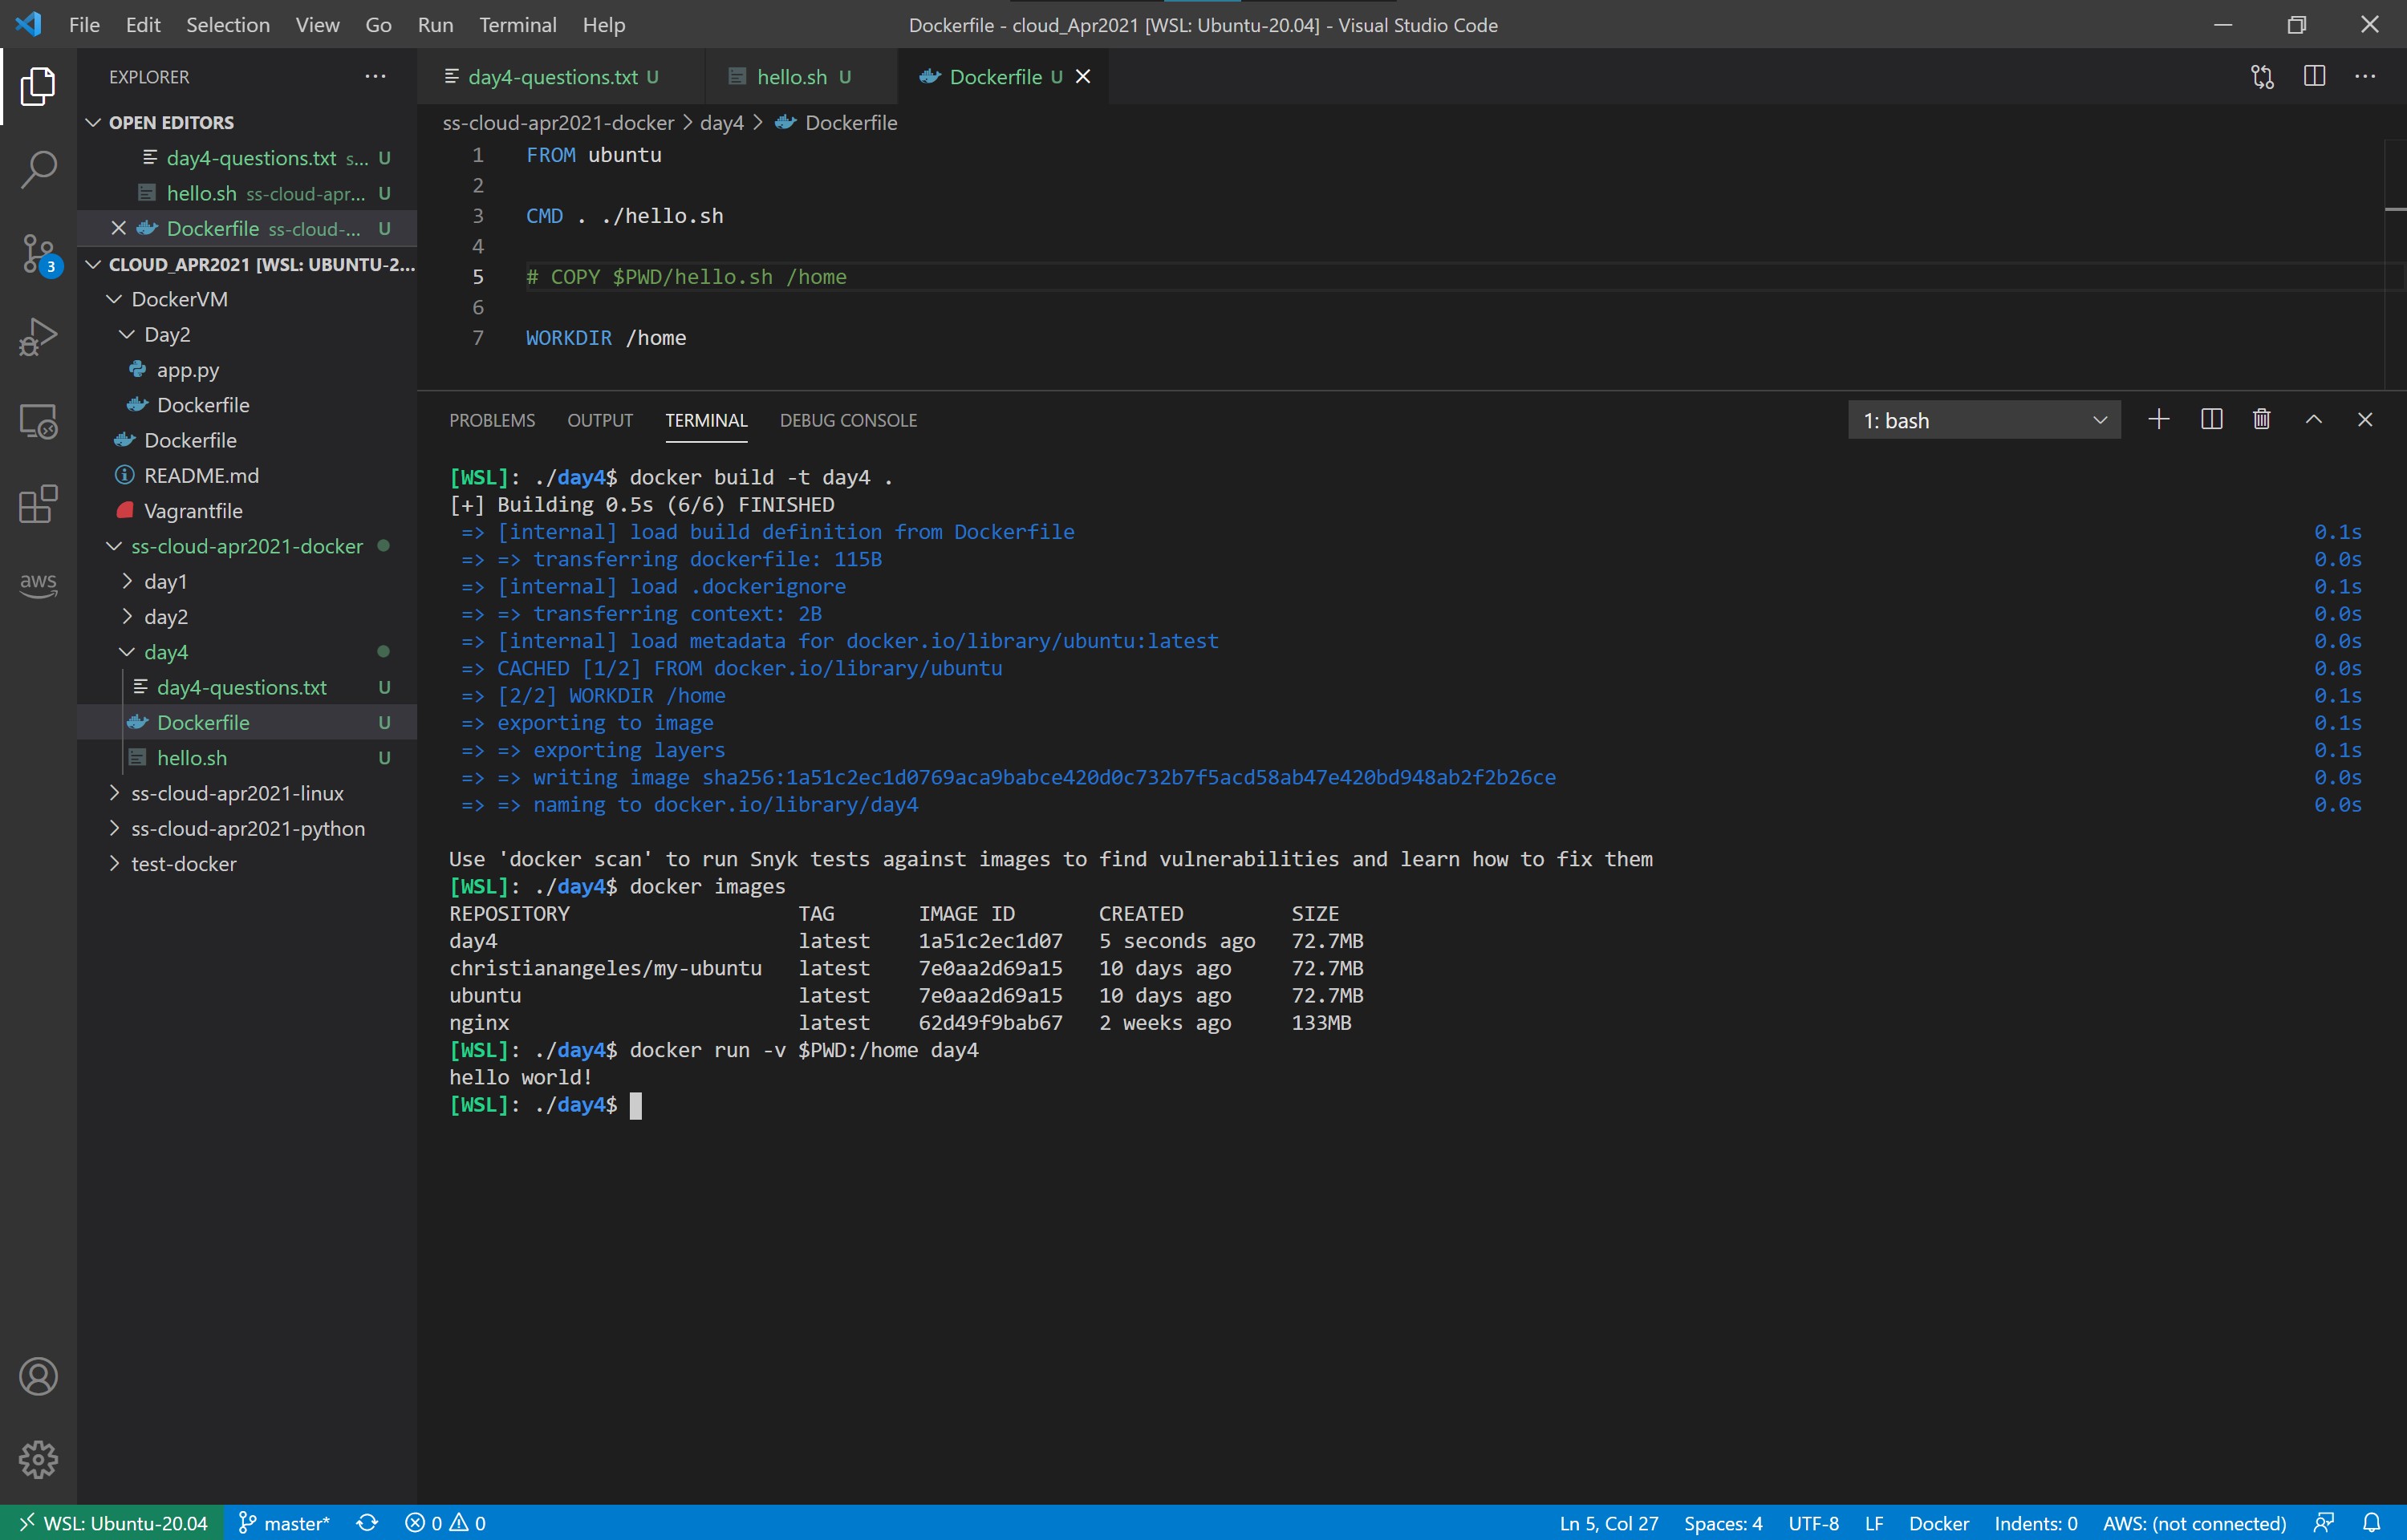 File Edit Selection View Go Run Terminal Help
Dockerfile - cloud_Apr2021 [WSL: Ubuntu-20.04] - Visual Studio Code
EXPLORER
OPEN EDITORS
day4-questions.txt s... U
hello.sh ss-cloud-apr... U
Dockerfile ss-cloud-... U
CLOUD_APR2021 [WSL: UBUNTU-2...
DockerVM
Day2
app.py
Dockerfile
Dockerfile
README.md
Vagrantfile
ss-cloud-apr2021-docker
day1
day2
day4
day4-questions.txt U
Dockerfile U
hello.sh U
ss-cloud-apr2021-linux
ss-cloud-apr2021-python
test-docker
3
aws
day4-questions.txt U hello.sh U Dockerfile U
ss-cloud-apr2021-docker > day4 > Dockerfile
1 FROM ubuntu
2
3 CMD . ./hello.sh
4
5 # COPY $PWD/hello.sh /home
6
7 WORKDIR /home
PROBLEMS OUTPUT TERMINAL DEBUG CONSOLE
1: bash
[WSL]: ./day4$ docker build -t day4 .
[+] Building 0.5s (6/6) FINISHED
=> [internal] load build definition from Dockerfile 0.1s
=> => transferring dockerfile: 115B 0.0s
=> [internal] load .dockerignore 0.1s
=> => transferring context: 2B 0.0s
=> [internal] load metadata for docker.io/library/ubuntu:latest 0.0s
=> CACHED [1/2] FROM docker.io/library/ubuntu 0.0s
=> [2/2] WORKDIR /home 0.1s
=> exporting to image 0.1s
=> => exporting layers 0.1s
=> => writing image sha256:1a51c2ec1d0769aca9babce420d0c732b7f5acd58ab47e420bd948ab2f2b26ce 0.0s
=> => naming to docker.io/library/day4 0.0s
Use 'docker scan' to run Snyk tests against images to find vulnerabilities and learn how to fix them
[WSL]: ./day4$ docker images
REPOSITORY TAG IMAGE ID CREATED SIZE
day4 latest 1a51c2ec1d07 5 seconds ago 72.7MB
christianangeles/my-ubuntu latest 7e0aa2d69a15 10 days ago 72.7MB
ubuntu latest 7e0aa2d69a15 10 days ago 72.7MB
nginx latest 62d49f9bab67 2 weeks ago 133MB
[WSL]: ./day4$ docker run -v $PWD:/home day4
hello world!
[WSL]: ./day4$
WSL: Ubuntu-20.04 master* 0 0 Ln 5, Col 27 Spaces: 4 UTF-8 LF Docker Indents: 0 AWS: (not connected)